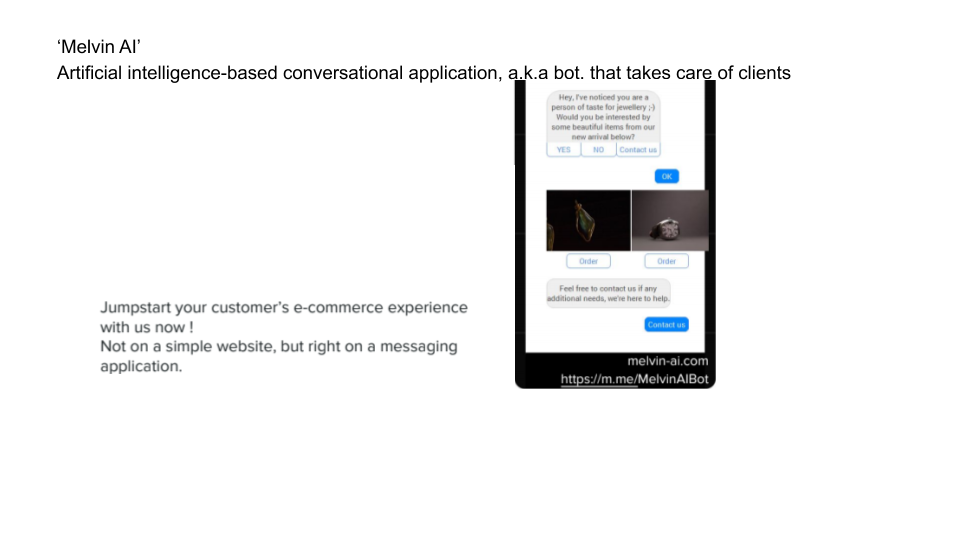 ‘Melvin AI’
Artificial intelligence-based conversational application, a.k.a bot. that takes care of clients
Hey, I've noticed you are a
person of taste for jewellery ;-)
Would you be interested by
some beautiful items from our
new arrival below?
YES NO Contact us
OK
Order Order
Feel free to contact us if any
additional needs, we're here to help.
Contact us
melvin-ai.com
https://m.me/MelvinAIBot
Jumpstart your customer’s e-commerce experience
with us now !
Not on a simple website, but right on a messaging
application.